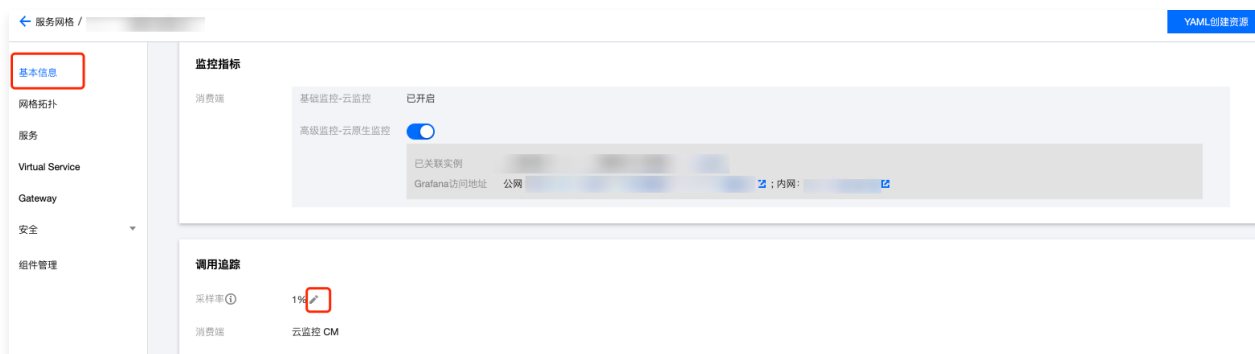 服务网格 /
YAML创建资源
基本信息
网格拓扑
服务
Virtual Service
Gateway
安全
组件管理
监控指标
消费端 基础监控-云监控 已开启
高级监控-云原生监控
已关联实例
Grafana访问地址 公网 ; 内网:
调用追踪
采样率 1%
消费端 云监控 CM